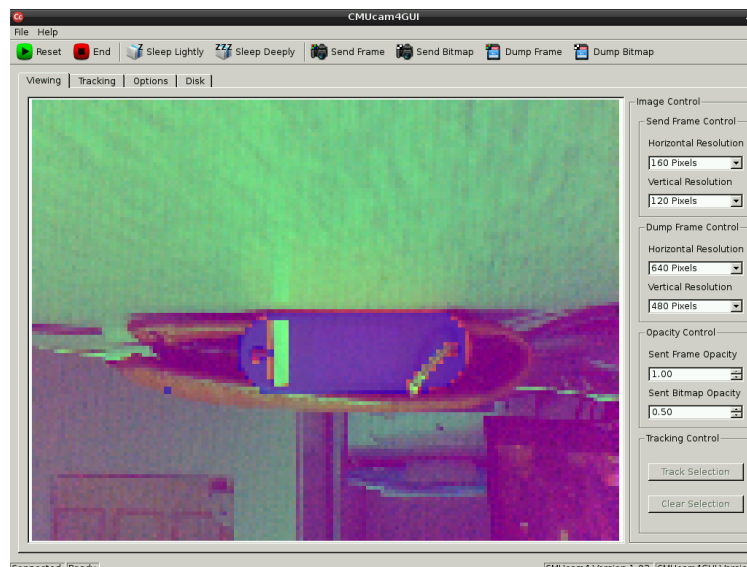 Cc CMUcam4GUI
File Help
Reset End Sleep Lightly Sleep Deeply Send Frame Send Bitmap Dump Frame Dump Bitmap
Viewing Tracking Options Disk
Image Control
Send Frame Control
Horizontal Resolution
160 Pixels
Vertical Resolution
120 Pixels
Dump Frame Control
Horizontal Resolution
640 Pixels
Vertical Resolution
480 Pixels
Opacity Control
Sent Frame Opacity
1.00
Sent Bitmap Opacity
0.50
Tracking Control
Track Selection
Clear Selection